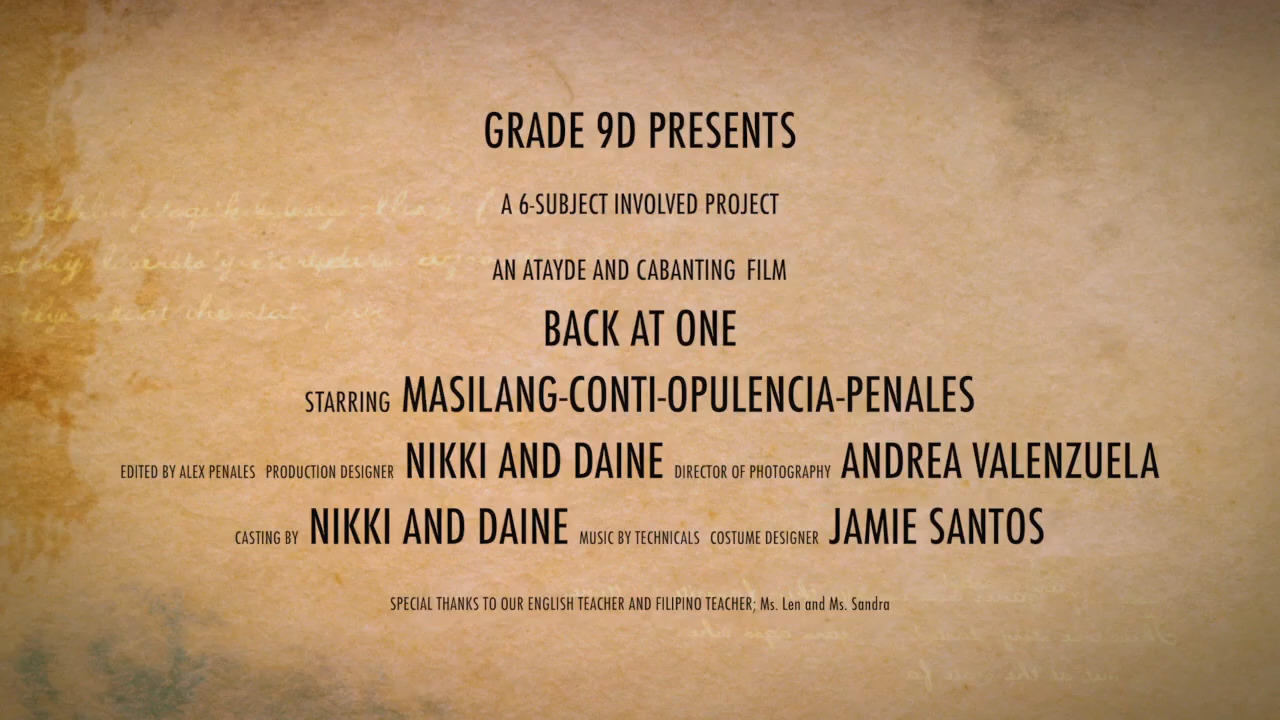 GRADE 9D PRESENTS
A 6-SUBJECT INVOLVED PROJECT
AN ATAYDE AND CABANTING FILM
BACK AT ONE
STARRING MASILANG-CONTI-OPULENCIA-PENALES
EDITED BY ALEX PENALES PRODUCTION DESIGNER NIKKI AND DAINE DIRECTOR OF PHOTOGRAPHY ANDREA VALENZUELA
CASTING BY NIKKI AND DAINE MUSIC BY TECHNICALS COSTUME DESIGNER JAMIE SANTOS
SPECIAL THANKS TO OUR ENGLISH TEACHER AND FILIPINO TEACHER; Ms. Len and Ms. Sandra